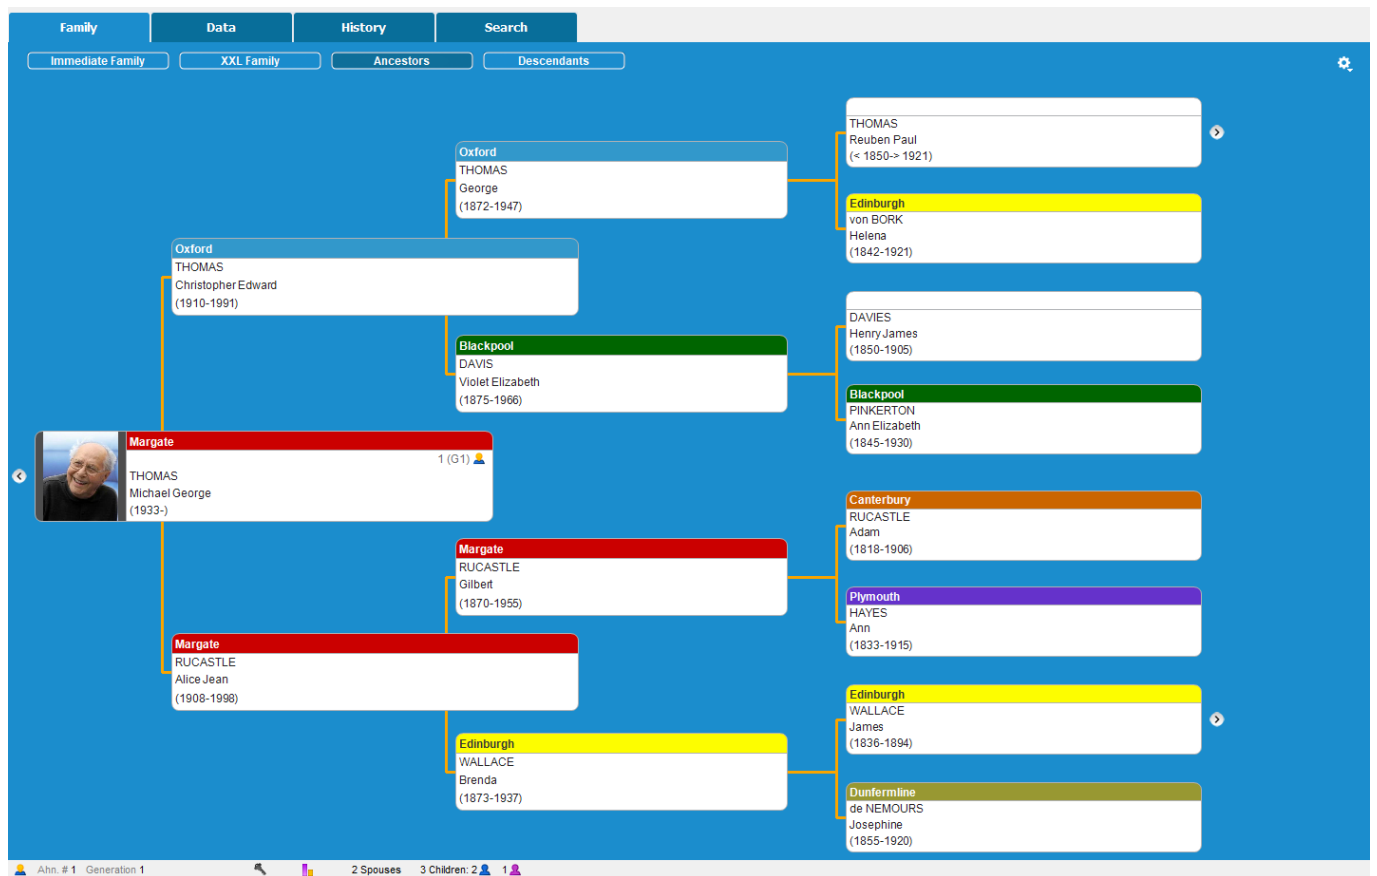 Family Data History Search
Immediate Family XXL Family Ancestors Descendants
THOMAS
Reuben Paul
(< 1850-> 1921)
Oxford
THOMAS
George
(1872-1947)
Edinburgh
von BORK
Helena
(1842-1921)
Oxford
THOMAS
Christopher Edward
(1910-1991)
DAVIES
Henry James
(1850-1905)
Blackpool
DAVIS
Violet Elizabeth
(1875-1966)
Blackpool
PINKERTON
Ann Elizabeth
(1845-1930)
Margate
1 (G1)
THOMAS
Michael George
(1933-)
Canterbury
RUCASTLE
Adam
(1818-1906)
Margate
RUCASTLE
Gilbert
(1870-1955)
Plymouth
HAYES
Ann
(1833-1915)
Margate
RUCASTLE
Alice Jean
(1908-1998)
Edinburgh
WALLACE
James
(1836-1894)
Edinburgh
WALLACE
Brenda
(1873-1937)
Dunfermline
de NEMOURS
Josephine
(1855-1920)
Ahn. # 1 Generation 1 2 Spouses 3 Children: 2 1